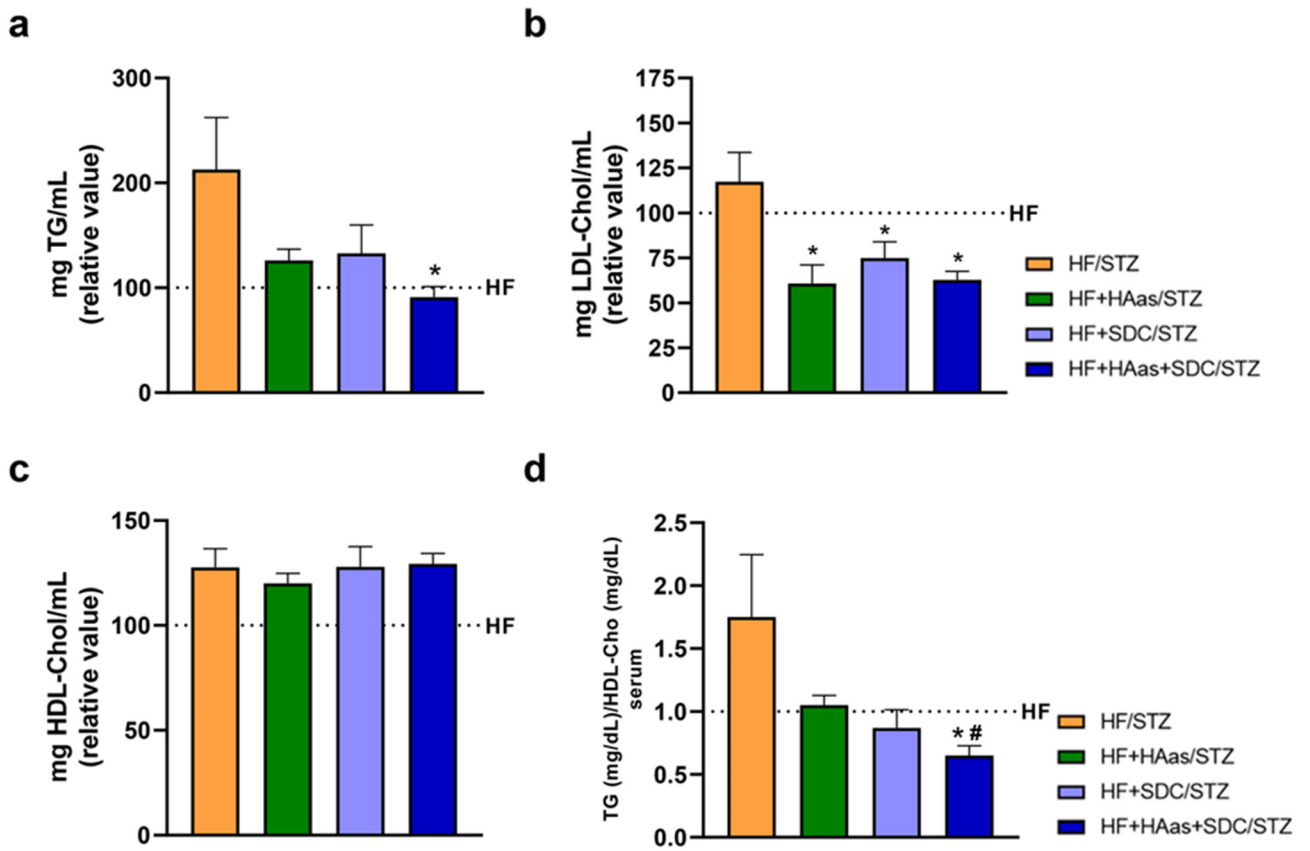 a
mg TG/mL
(relative value)
300
200
100
0
*
HF
b
mg LDL-Chol/mL
(relative value)
175
150
125
100
75
50
25
0
*
*
*
HF
HF/STZ
HF+HAas/STZ
HF+SDC/STZ
HF+HAas+SDC/STZ
c
mg HDL-Chol/mL
(relative value)
150
100
50
0
HF
d
TG (mg/dL)/HDL-Cho (mg/dL)
serum
2.5
2.0
1.5
1.0
0.5
0.0
* #
HF
HF/STZ
HF+HAas/STZ
HF+SDC/STZ
HF+HAas+SDC/STZ